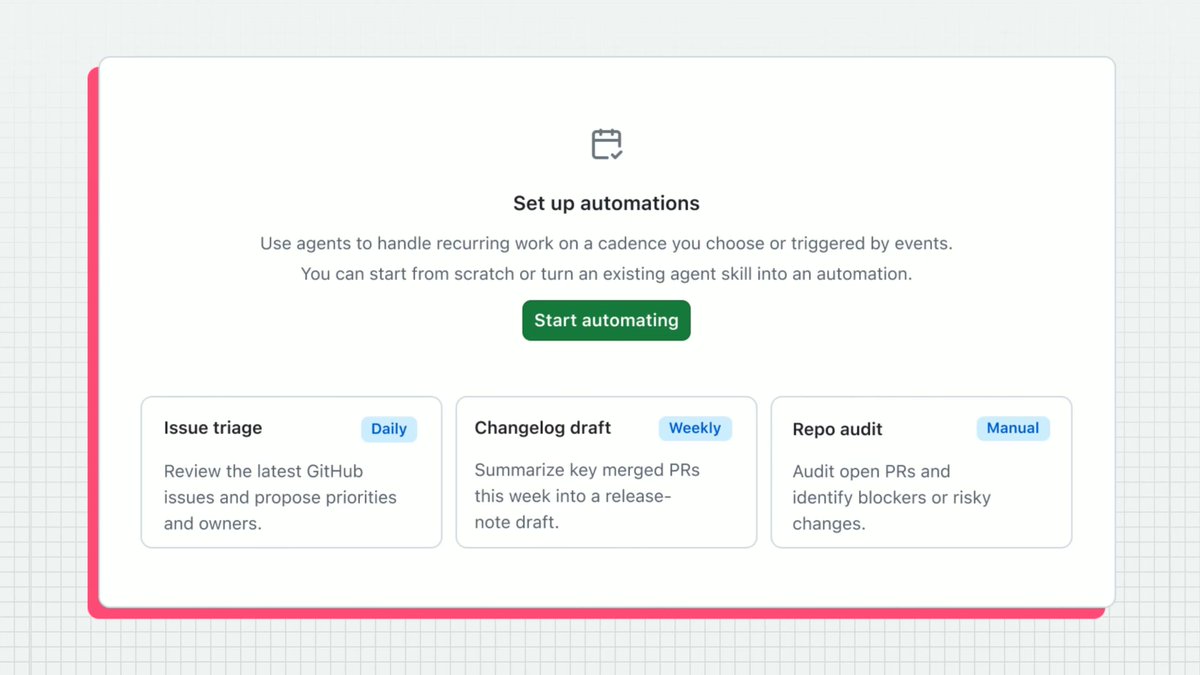 Set up automations
Use agents to handle recurring work on a cadence you choose or triggered by events.
You can start from scratch or turn an existing agent skill into an automation.
Start automating
Issue triage
Daily
Review the latest GitHub
issues and propose priorities
and owners.
Changelog draft
Weekly
Summarize key merged PRs
this week into a release-
note draft.
Repo audit
Manual
Audit open PRs and
identify blockers or risky
changes.